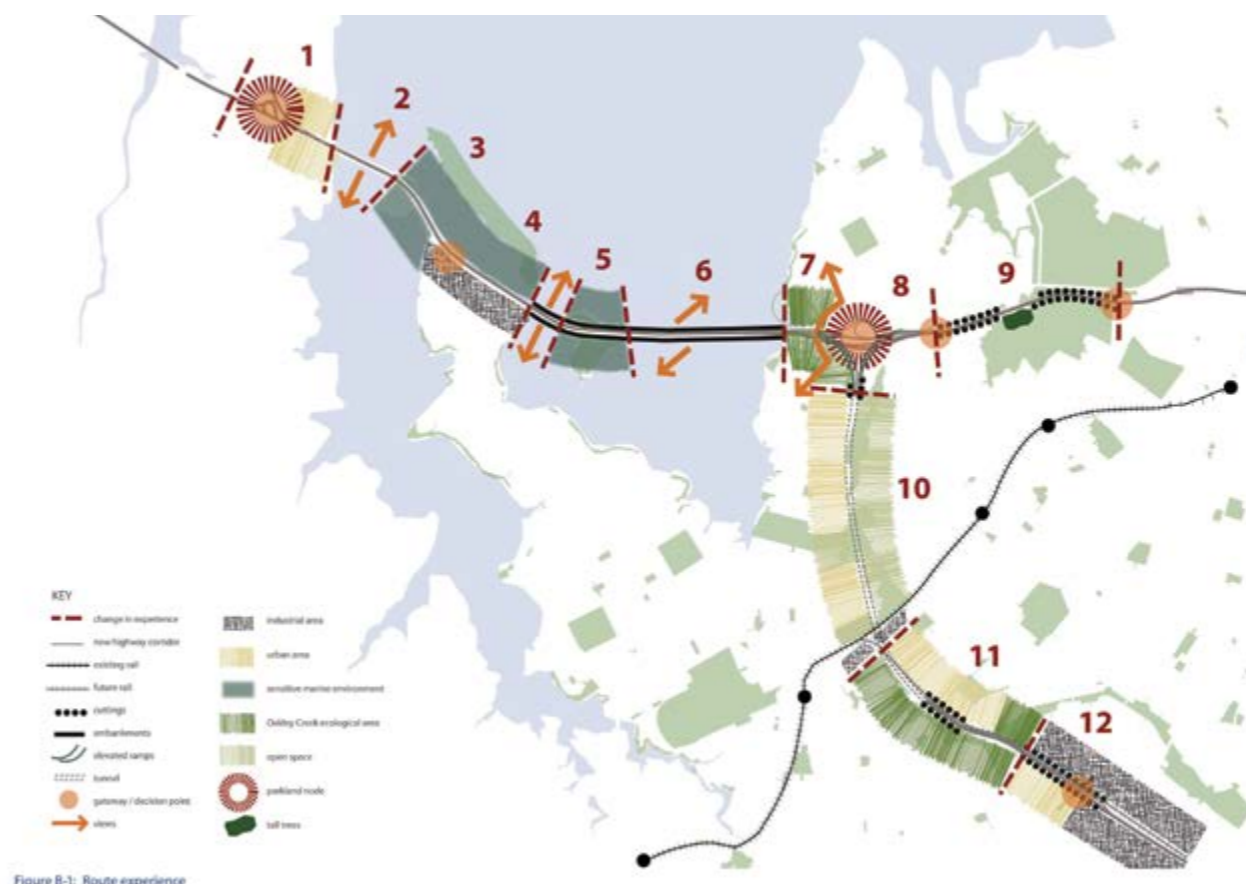 1
2
3
4
5
6
7
8
9
10
11
12
KEY
change in experience
new highway corridor
existing rail
future rail
cuttings
embankments
elevated ramps
tunnel
gateway / decision point
views
industrial area
urban area
sensitive marine environment
Oakley Creek ecological area
open space
parkland node
tall trees
Figure 8-1: Route experience